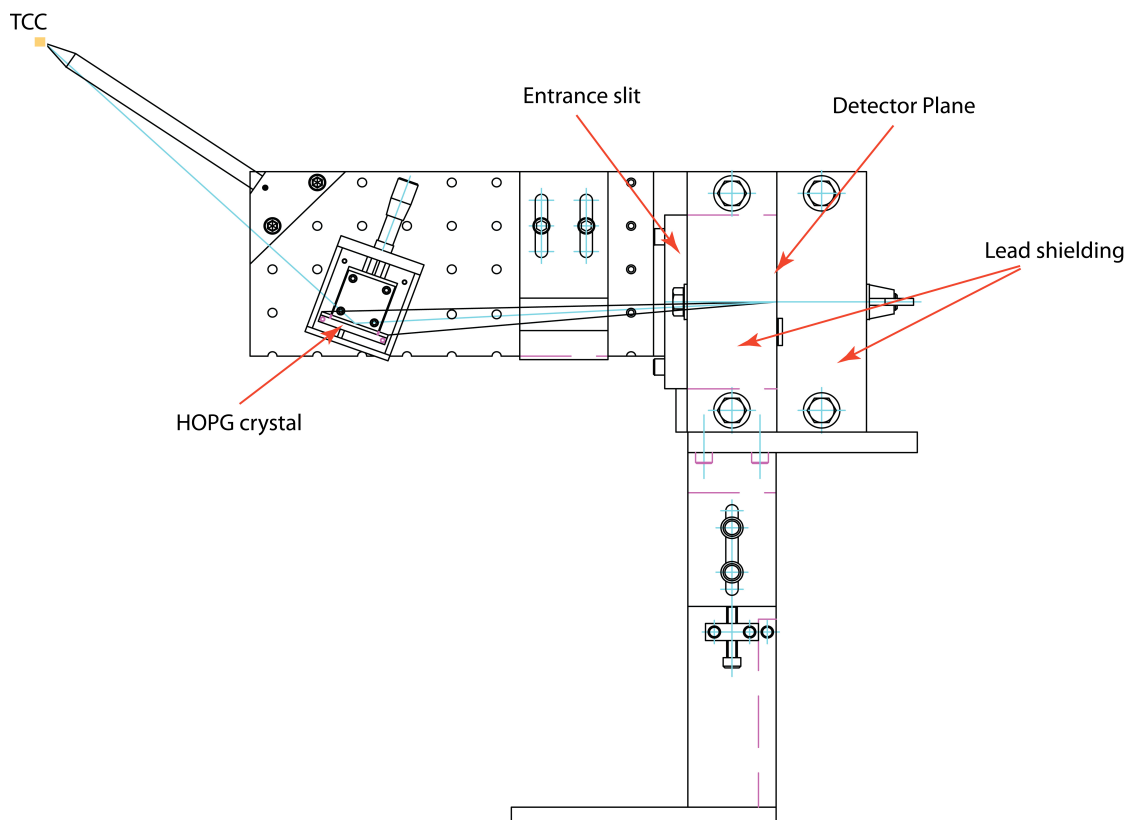 TCC
Entrance slit
Detector Plane
Lead shielding
HOPG crystal